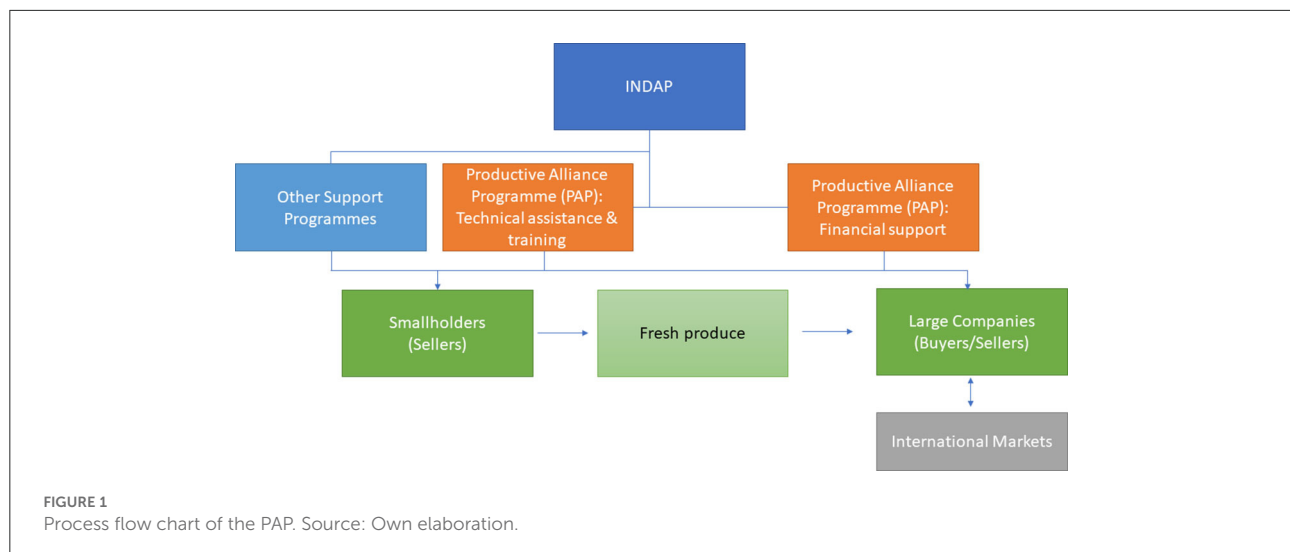 INDAP
Other Support
Programmes
Productive Alliance
Programme (PAP):
Technical assistance &
training
Productive Alliance
Programme (PAP):
Financial support
Smallholders
(Sellers)
Fresh produce
Large Companies
(Buyers/Sellers)
International Markets
FIGURE 1
Process flow chart of the PAP. Source: Own elaboration.